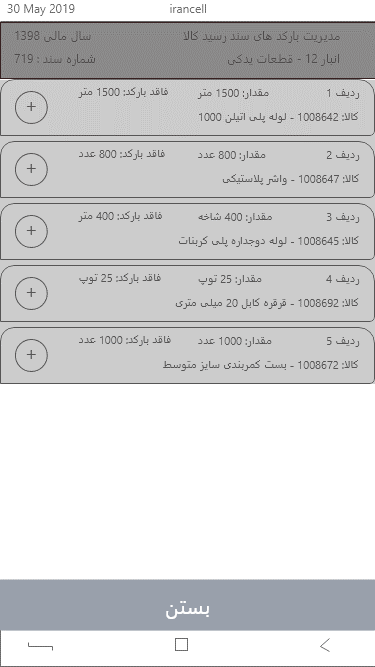 30 May 2019 irancell
مدیریت بارکد های سند رسید کالا سال مالی 1398
انبار 12 - قطعات یدکی شماره سند : 719
ردیف 1 مقدار: 1500 متر فاقد بارکد: 1500 متر
کالا: 1008642 - لوله پلی اتیلن 1000
ردیف 2 مقدار: 800 عدد فاقد بارکد: 800 عدد
کالا: 1008647 - واشر پلاستیکی
ردیف 3 مقدار: 400 شاخه فاقد بارکد: 400 متر
کالا: 1008645 - لوله دوجداره پلی کربنات
ردیف 4 مقدار: 25 توپ فاقد بارکد: 25 توپ
کالا: 1008692 - قرقره کابل 20 میلی متری
ردیف 5 مقدار: 1000 عدد فاقد بارکد: 1000 عدد
کالا: 1008672 - بست کمربندی سایز متوسط
بستن